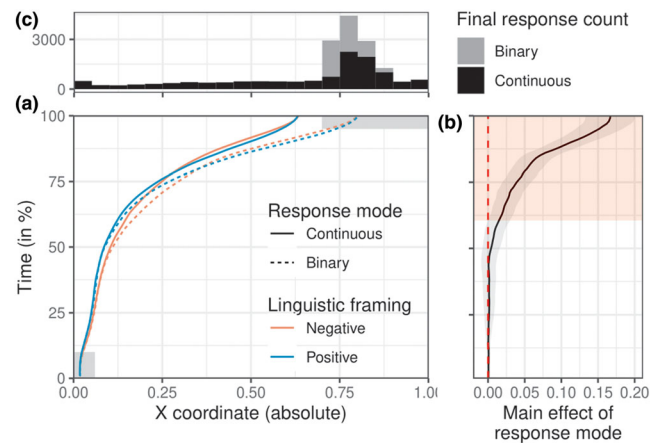 (c)
3000
0
Final response count
Binary
Continuous
(a)
100
75
50
25
0
Time (in %)
Response mode
Continuous
Binary
Linguistic framing
Negative
Positive
0.00 0.25 0.50 0.75 1.00
X coordinate (absolute)
(b)
0.00 0.05 0.10 0.15 0.20
Main effect of
response mode